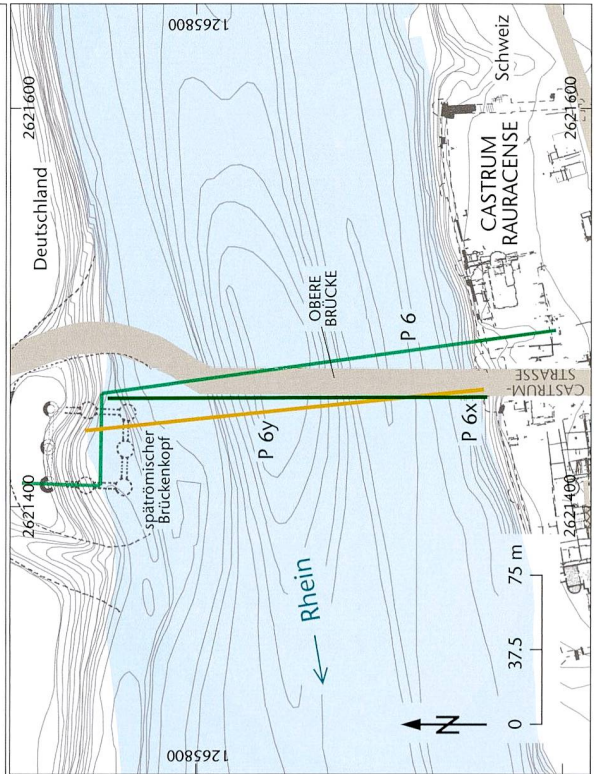 1265800
2621600
2621600
Deutschland
Schweiz
CASTRUM
RAURACENSE
OBERE
BRÜCKE
P 6
CASTRUM-
STRASSE
P 6x
P 6y
spätrömischer
Brückenkopf
2621400
2621400
Rhein
N
0 37.5 75 m
1265800